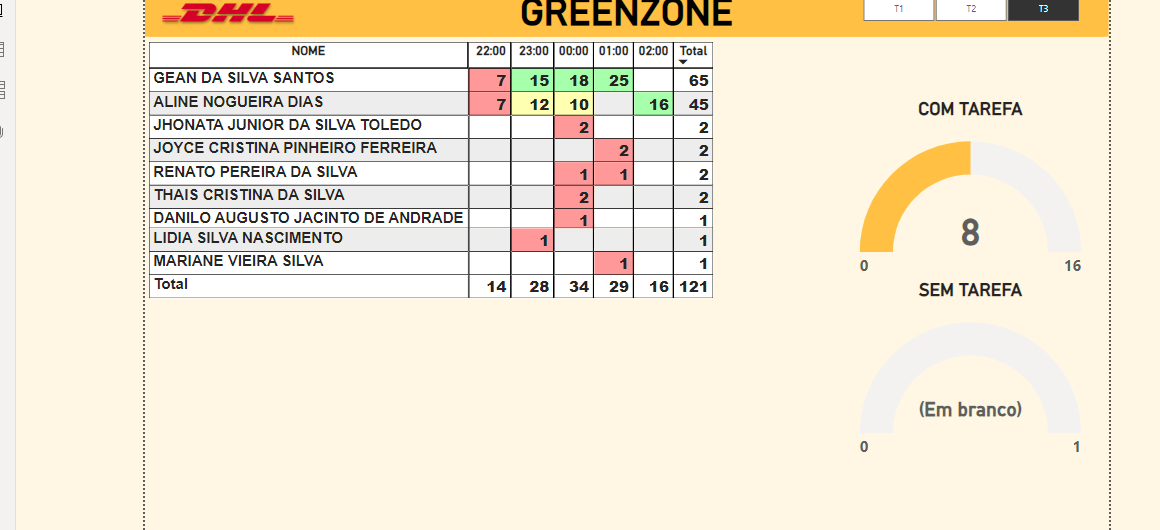 DHL GREENZONE T1 T2 T3
NOME 22:00 23:00 00:00 01:00 02:00 Total
GEAN DA SILVA SANTOS 7 15 18 25 65
ALINE NOGUEIRA DIAS 7 12 10 16 45
JHONATA JUNIOR DA SILVA TOLEDO 2 2
JOYCE CRISTINA PINHEIRO FERREIRA 2 2
RENATO PEREIRA DA SILVA 1 1 2
THAIS CRISTINA DA SILVA 2 2
DANILO AUGUSTO JACINTO DE ANDRADE 1 1
LIDIA SILVA NASCIMENTO 1 1
MARIANE VIEIRA SILVA 1 1
Total 14 28 34 29 16 121
COM TAREFA
8
0 16
SEM TAREFA
(Em branco)
0 1